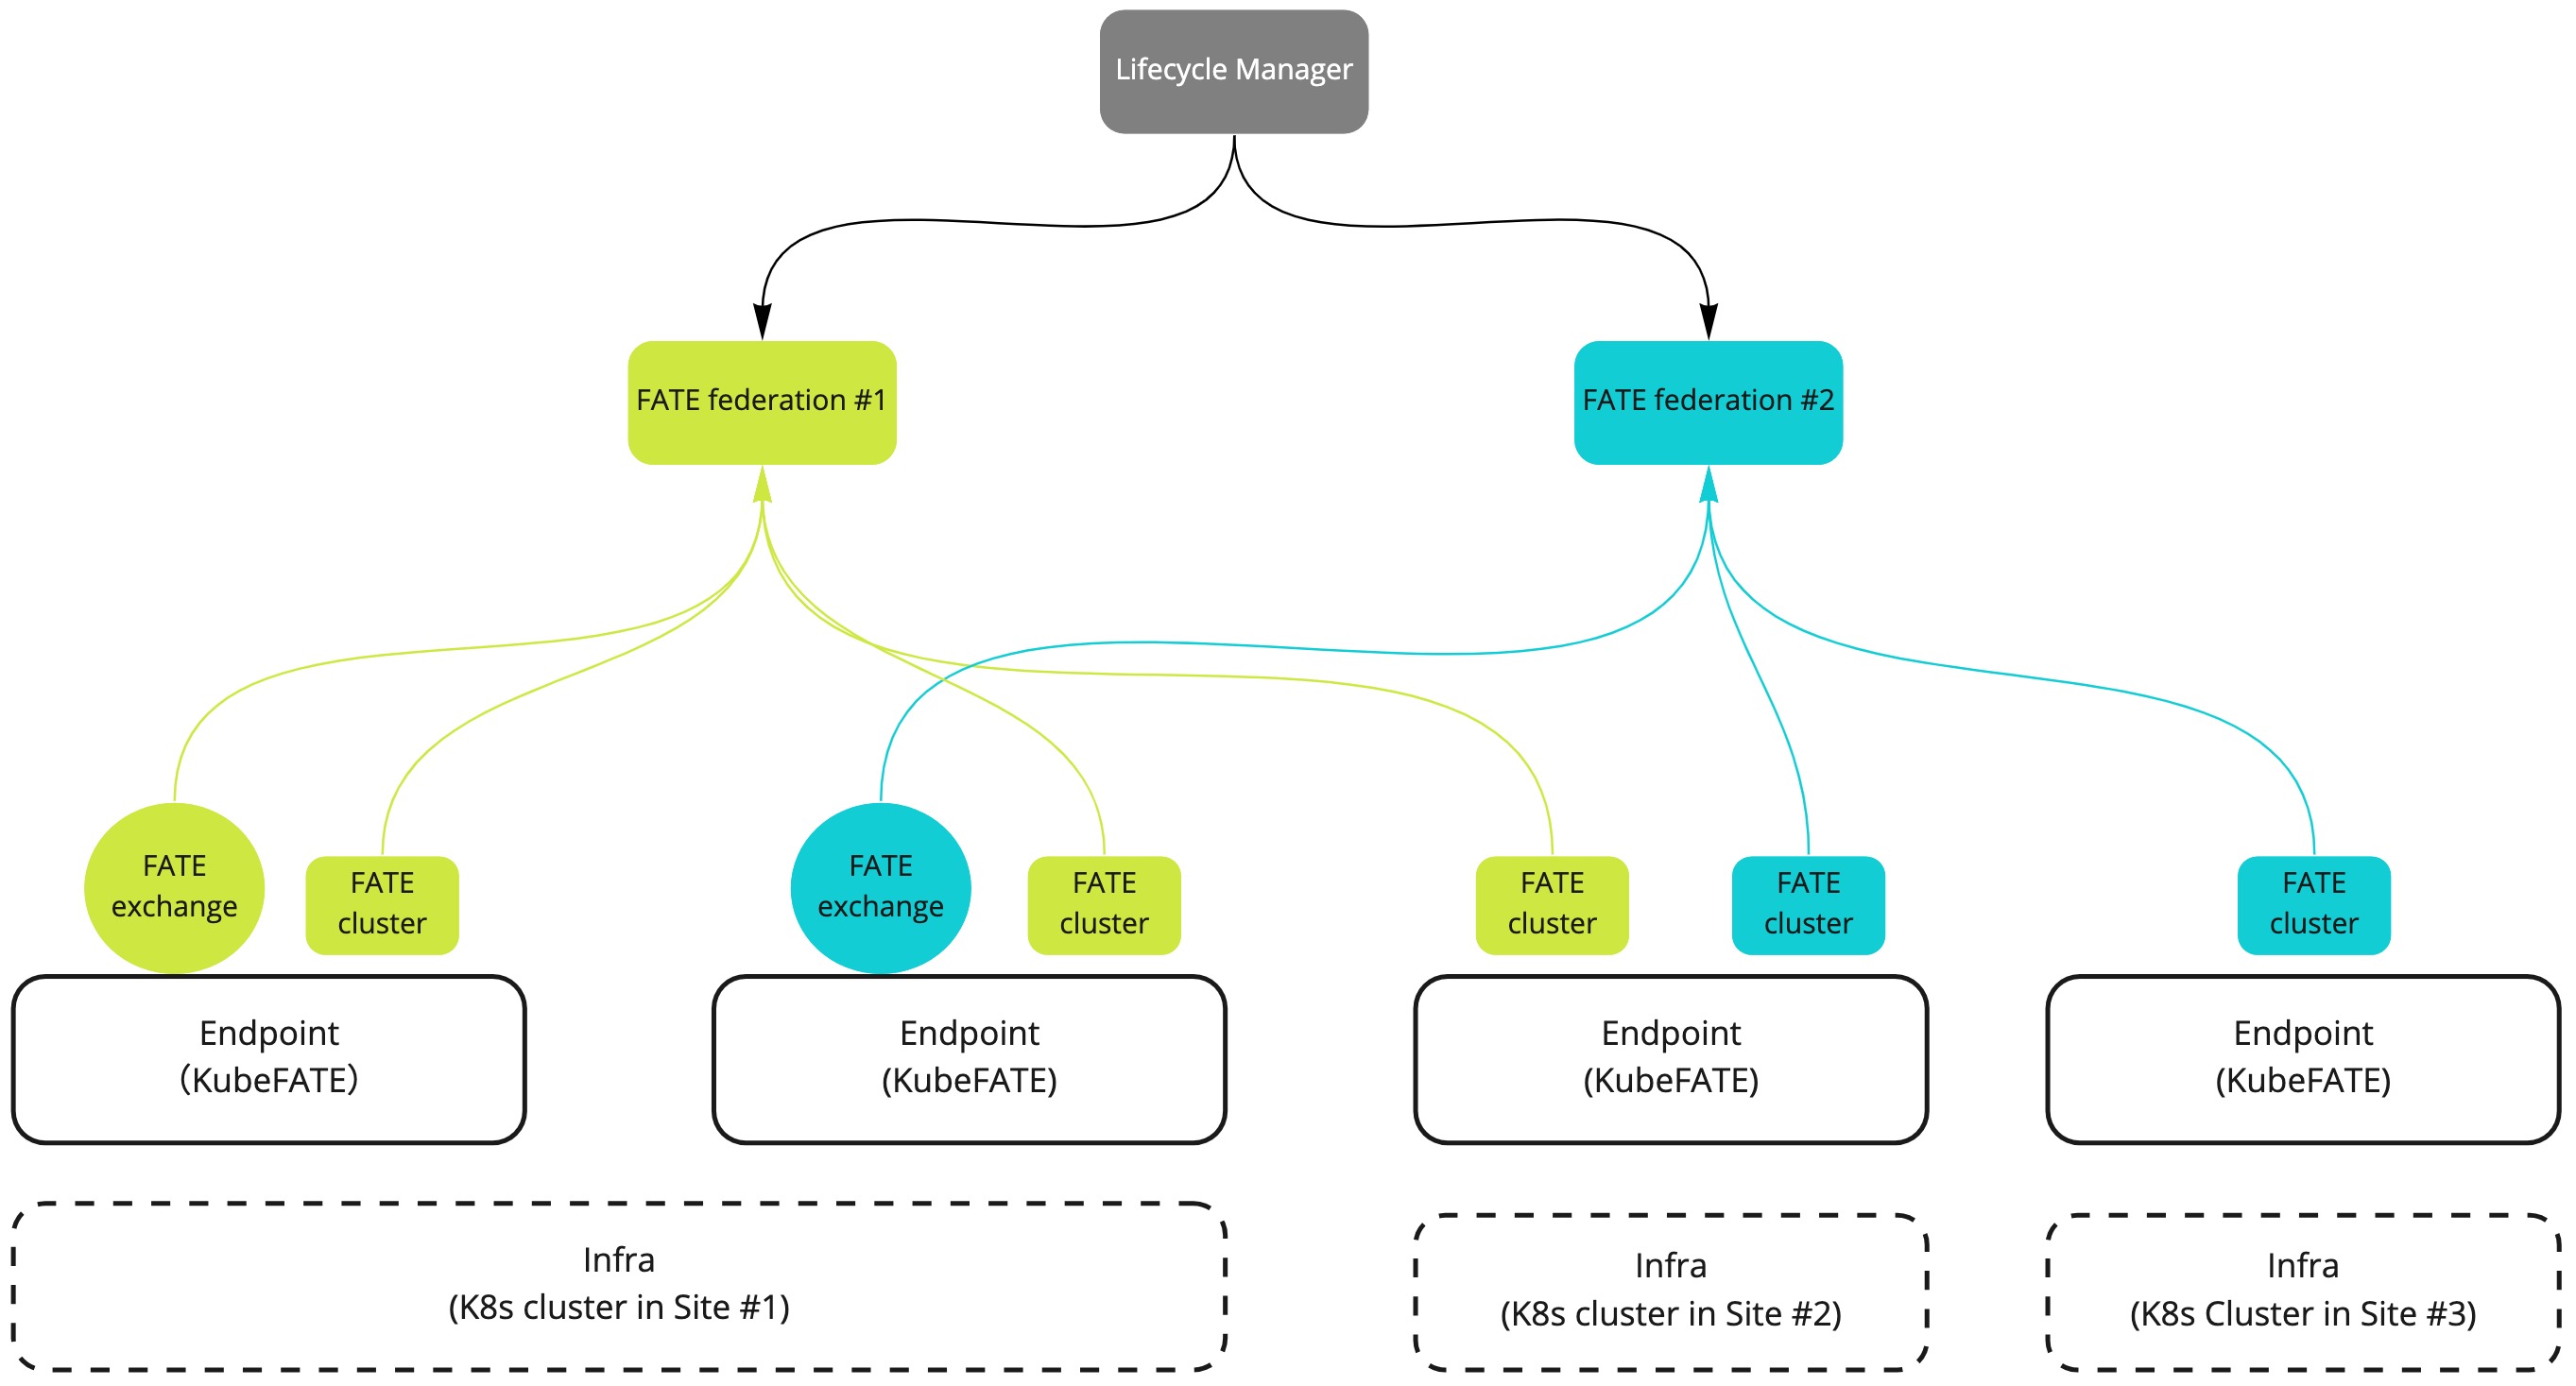 Lifecycle Manager
FATE federation #1
FATE federation #2
FATE
exchange
FATE
cluster
FATE
exchange
FATE
cluster
FATE
cluster
FATE
cluster
FATE
cluster
Endpoint
（KubeFATE）
Endpoint
(KubeFATE)
Endpoint
(KubeFATE)
Endpoint
(KubeFATE)
Infra
(K8s cluster in Site #1)
Infra
(K8s cluster in Site #2)
Infra
(K8s Cluster in Site #3)